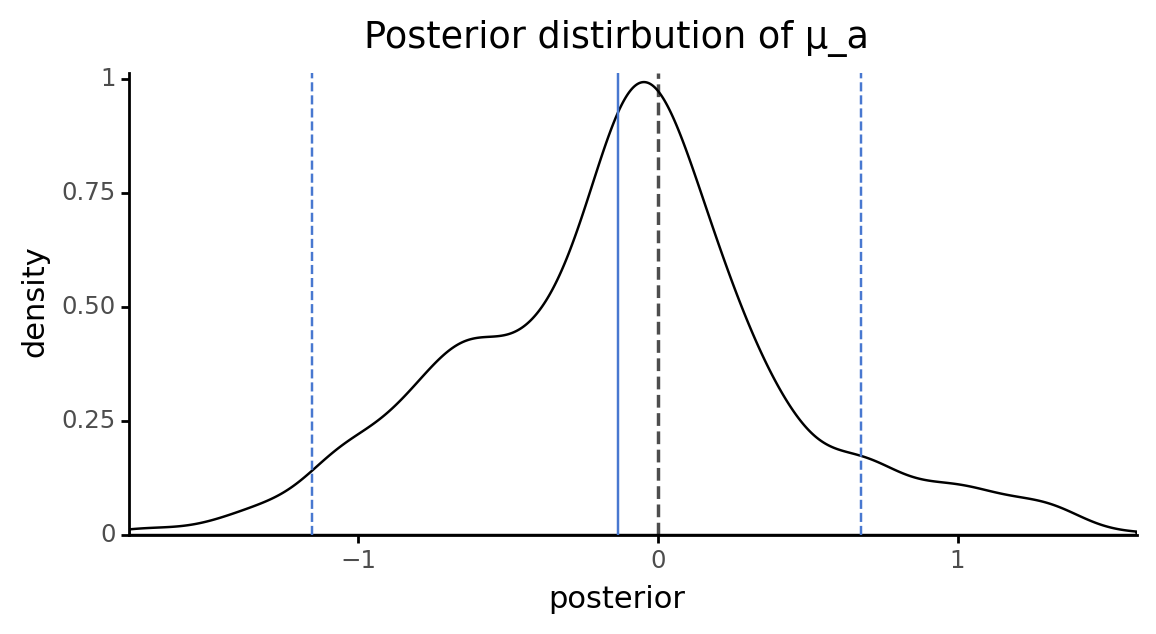 Posterior distirbution of µ_a
1
0.75
0.50
0.25
0
density
−1
0
1
posterior